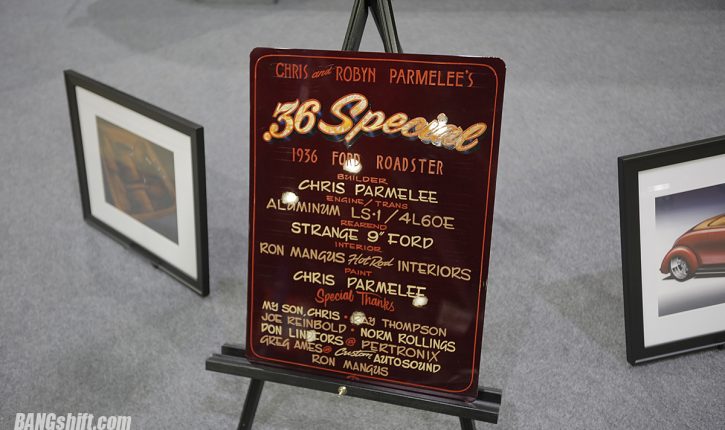 CHRIS and ROBYN PARMELEE'S
.36 Special
1936 FORD ROADSTER
BUILDER
CHRIS PARMELEE
ENGINE/TRANS
ALUMINUM LS·1/4L60E
REAREND
STRANGE 9" FORD
INTERIOR
RON MANGUS Hot Rod INTERIORS
PAINT
CHRIS PARMELEE
Special Thanks
MY SON, CHRIS • RAY THOMPSON
JOE REINBOLD • NORM ROLLINGS
DON LINDFORS @ PERTRONIX
GREG AMES @ Custom AUTOSOUND
RON MANGUS
BANGshift.com